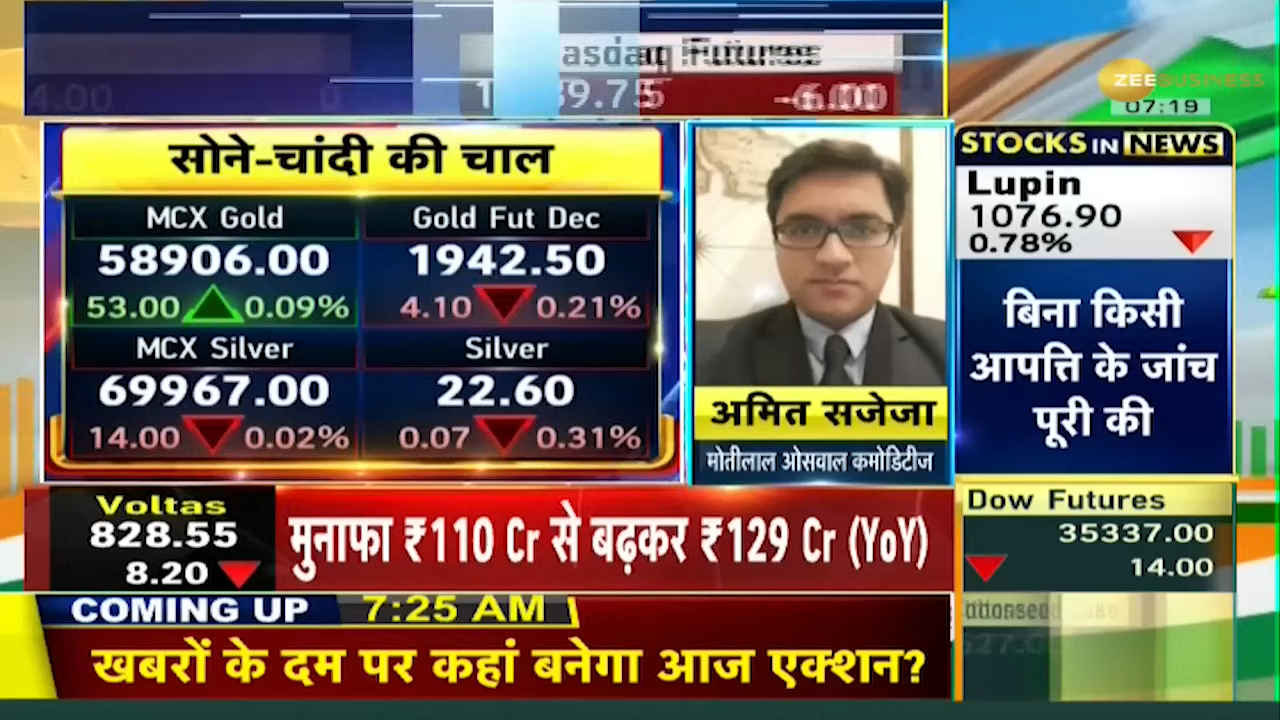 ZEEBUSINESS
07:19
सोने-चांदी की चाल
MCX Gold
58906.00
53.00 0.09%
Gold Fut Dec
1942.50
4.10 0.21%
MCX Silver
69967.00
14.00 0.02%
Silver
22.60
0.07 0.31%
अमित सजेजा
मोतीलाल ओसवाल कमोडिटीज
STOCKS IN NEWS
Lupin
1076.90
0.78%
बिना किसी
आपत्ति के जांच
पूरी की
Voltas
828.55
8.20
मुनाफा ₹110 Cr से बढ़कर ₹129 Cr (YoY)
Dow Futures
35337.00
14.00
COMING UP 7:25 AM
खबरों के दम पर कहां बनेगा आज एक्शन?